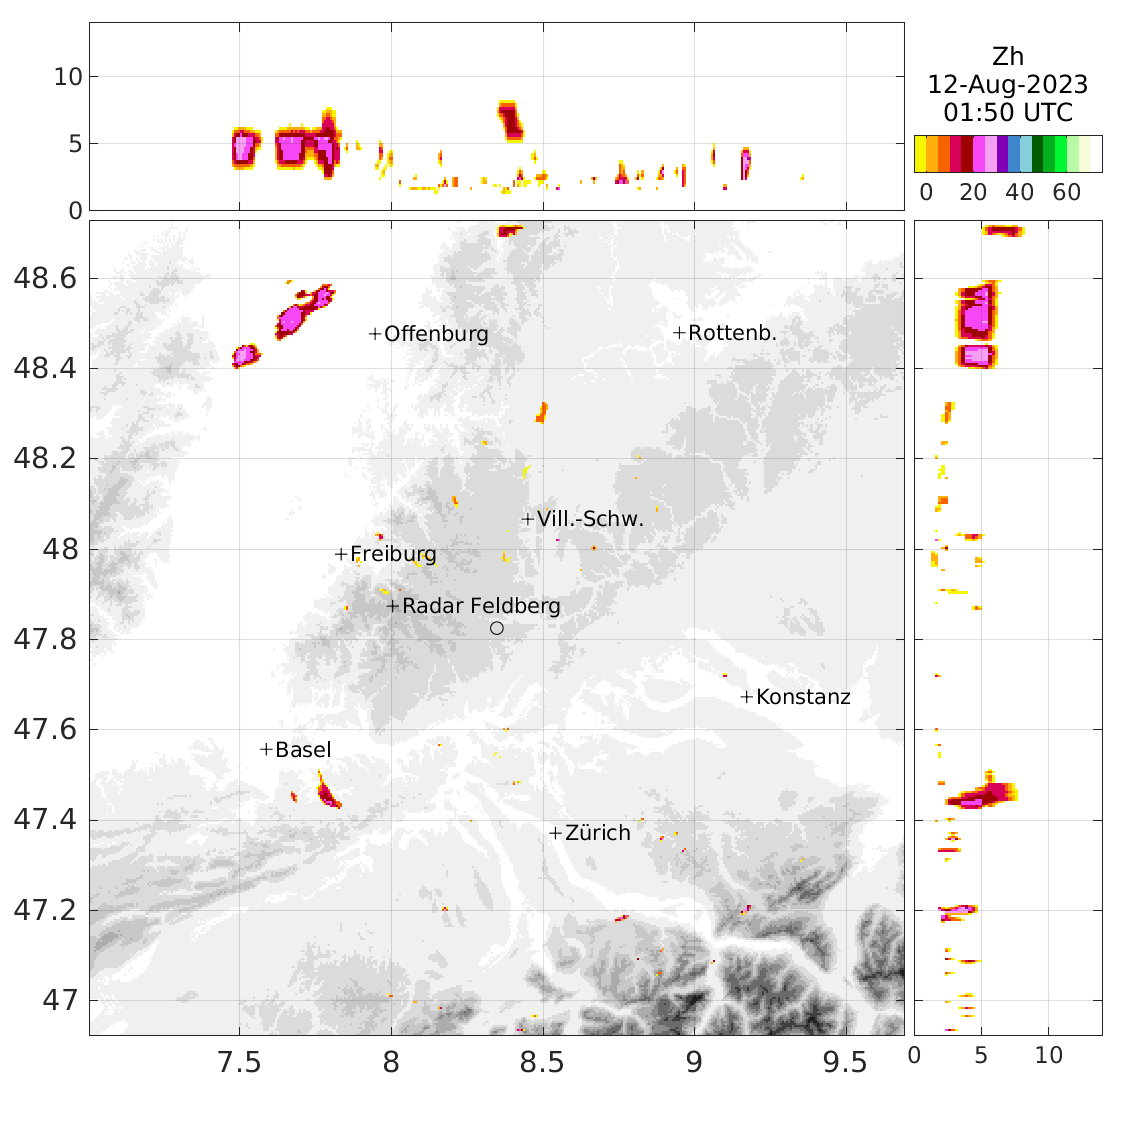 10
5
0
Zh
12-Aug-2023
01:50 UTC
0 20 40 60
48.6
48.4
48.2
48
47.8
47.6
47.4
47.2
47
Offenburg
Rottenb.
Vill.-Schw.
Freiburg
Radar Feldberg
Konstanz
Basel
Zürich
7.5 8 8.5 9 9.5
0 5 10